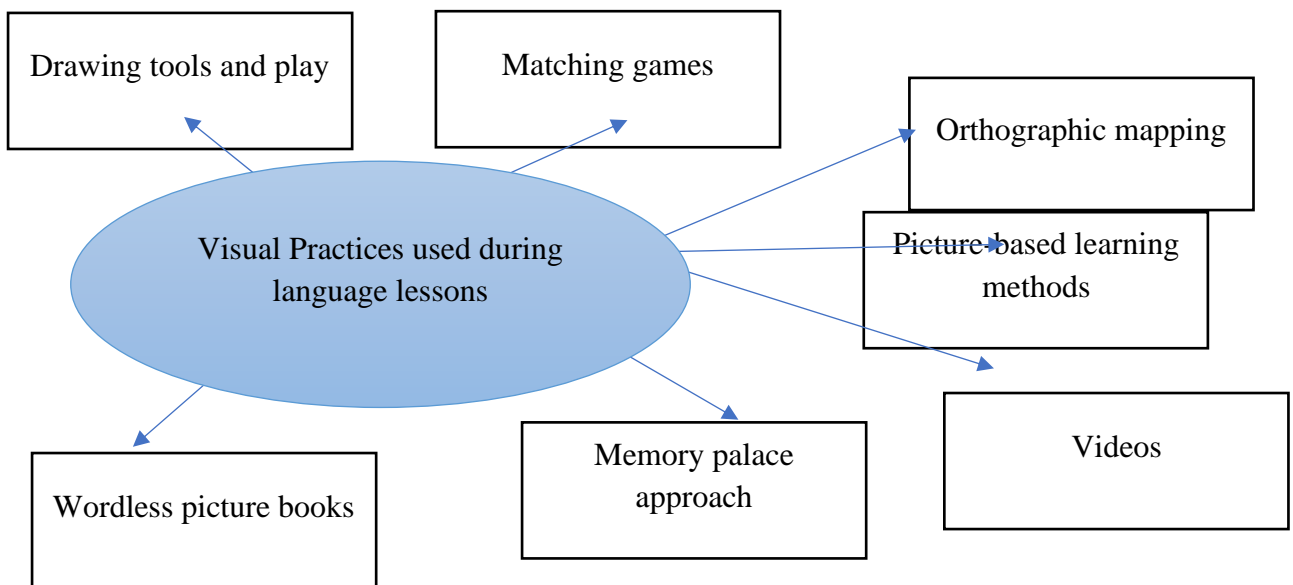 Drawing tools and play
Matching games
Orthographic mapping
Visual Practices used during
language lessons
Picture-based learning
methods
Memory palace
approach
Videos
Wordless picture books